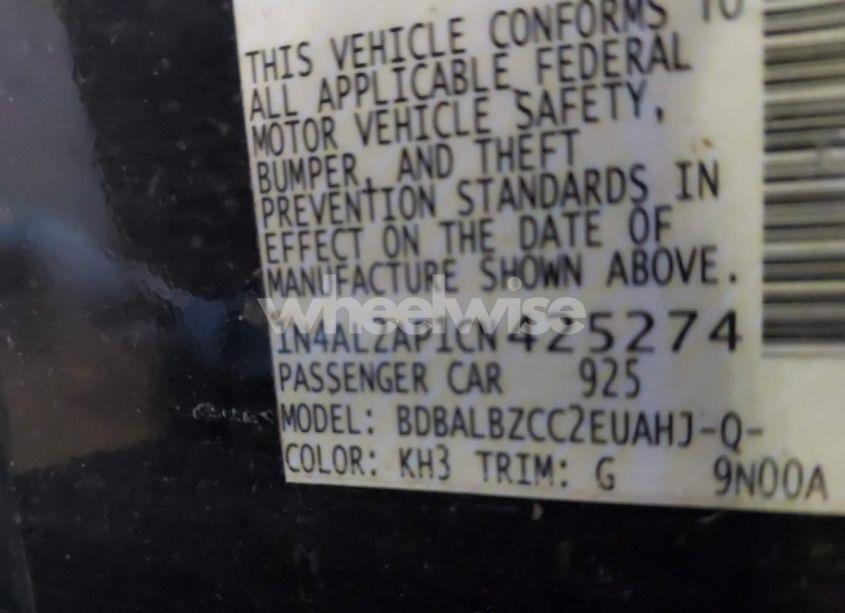 THIS VEHICLE CONFORMS TO
ALL APPLICABLE FEDERAL
MOTOR VEHICLE SAFETY,
BUMPER, AND THEFT
PREVENTION STANDARDS IN
EFFECT ON THE DATE OF
MANUFACTURE SHOWN ABOVE.
wheelwise
1N4AL2AP1CN425274
PASSENGER CAR 925
MODEL: BDBALBZCC2EUAHJ-Q-
COLOR: KH3 TRIM: G 9N00A